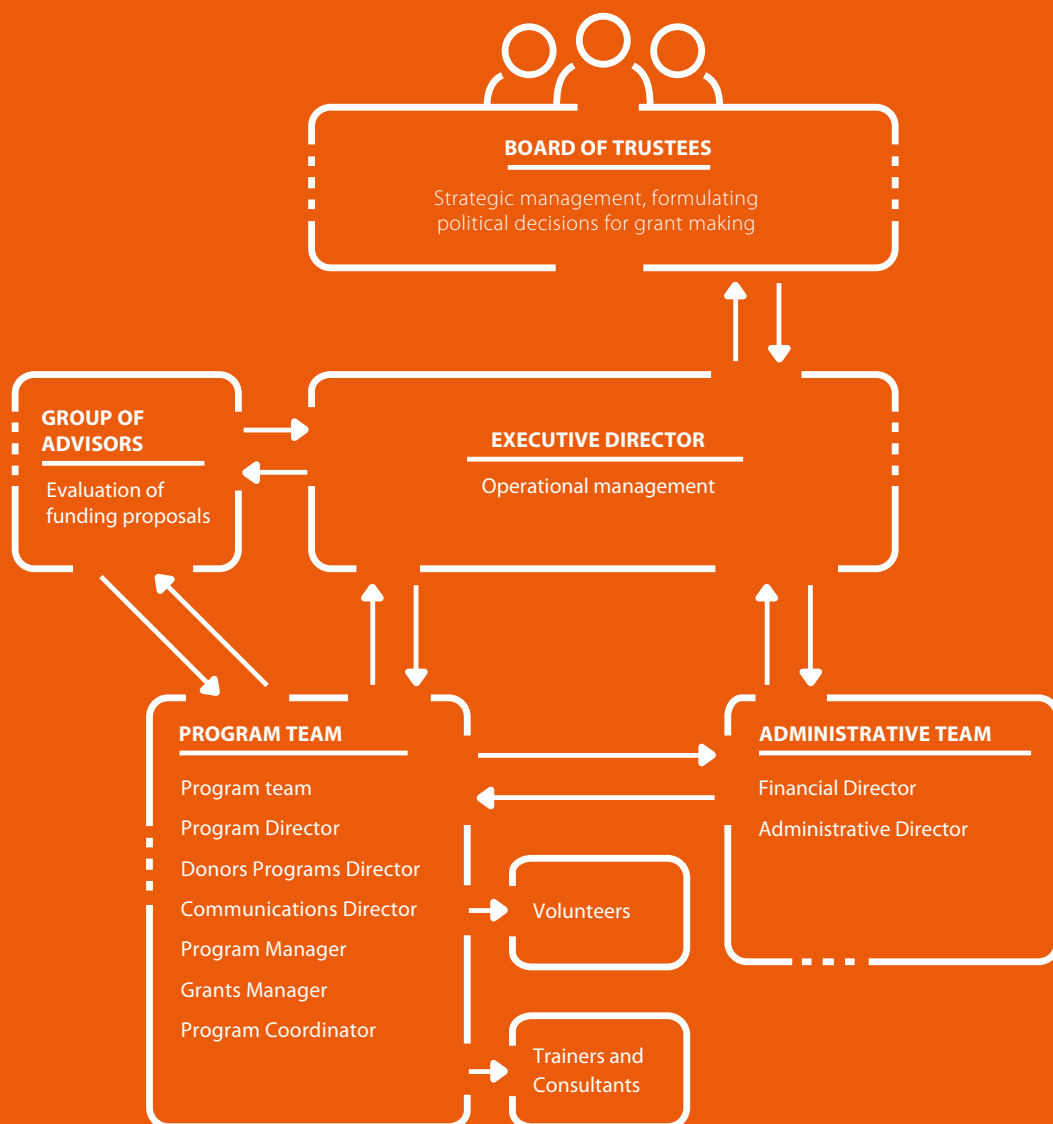 BOARD OF TRUSTEES
Strategic management, formulating
political decisions for grant making
GROUP OF
ADVISORS
Evaluation of
funding proposals
EXECUTIVE DIRECTOR
Operational management
PROGRAM TEAM
Program team
Program Director
Donors Programs Director
Communications Director
Program Manager
Grants Manager
Program Coordinator
ADMINISTRATIVE TEAM
Financial Director
Administrative Director
Volunteers
Trainers and
Consultants